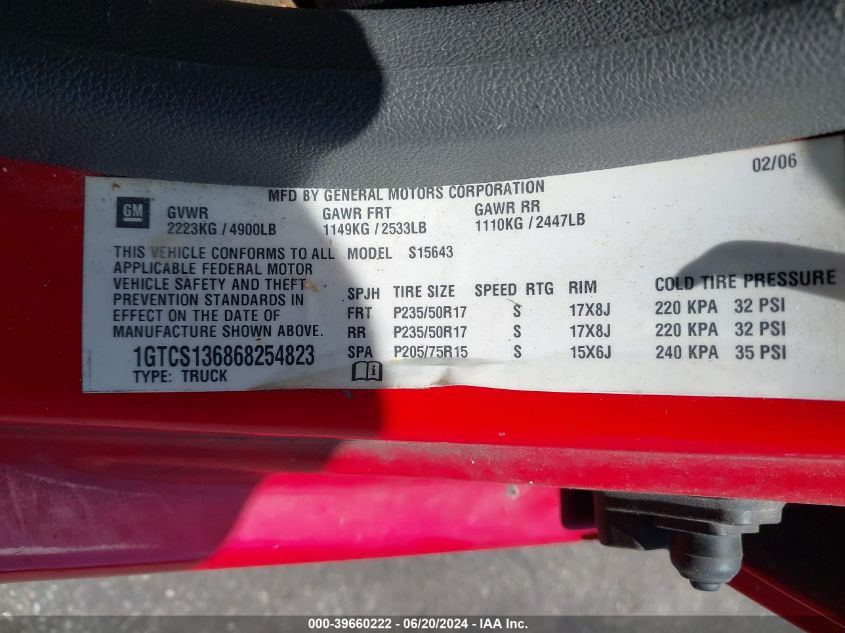 02/06
MFD BY GENERAL MOTORS CORPORATION
GM GVWR GAWR FRT GAWR RR
2223KG / 4900LB 1149KG / 2533LB 1110KG / 2447LB
THIS VEHICLE CONFORMS TO ALL MODEL S15643
APPLICABLE FEDERAL MOTOR
VEHICLE SAFETY AND THEFT SPJH TIRE SIZE SPEED RTG RIM COLD TIRE PRESSURE
PREVENTION STANDARDS IN FRT P235/50R17 S 17X8J 220 KPA 32 PSI
EFFECT ON THE DATE OF RR P235/50R17 S 17X8J 220 KPA 32 PSI
MANUFACTURE SHOWN ABOVE. SPA P205/75R15 S 15X6J 240 KPA 35 PSI
1GTCS136868254823
TYPE: TRUCK
000-39660222 - 06/20/2024 - IAA Inc.